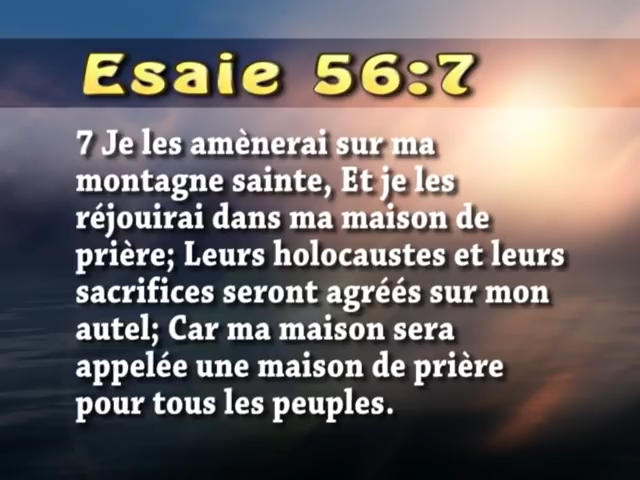 Esaie 56:7
7 Je les amènerai sur ma
montagne sainte, Et je les
réjouirai dans ma maison de
prière; Leurs holocaustes et leurs
sacrifices seront agréés sur mon
autel; Car ma maison sera
appelée une maison de prière
pour tous les peuples.